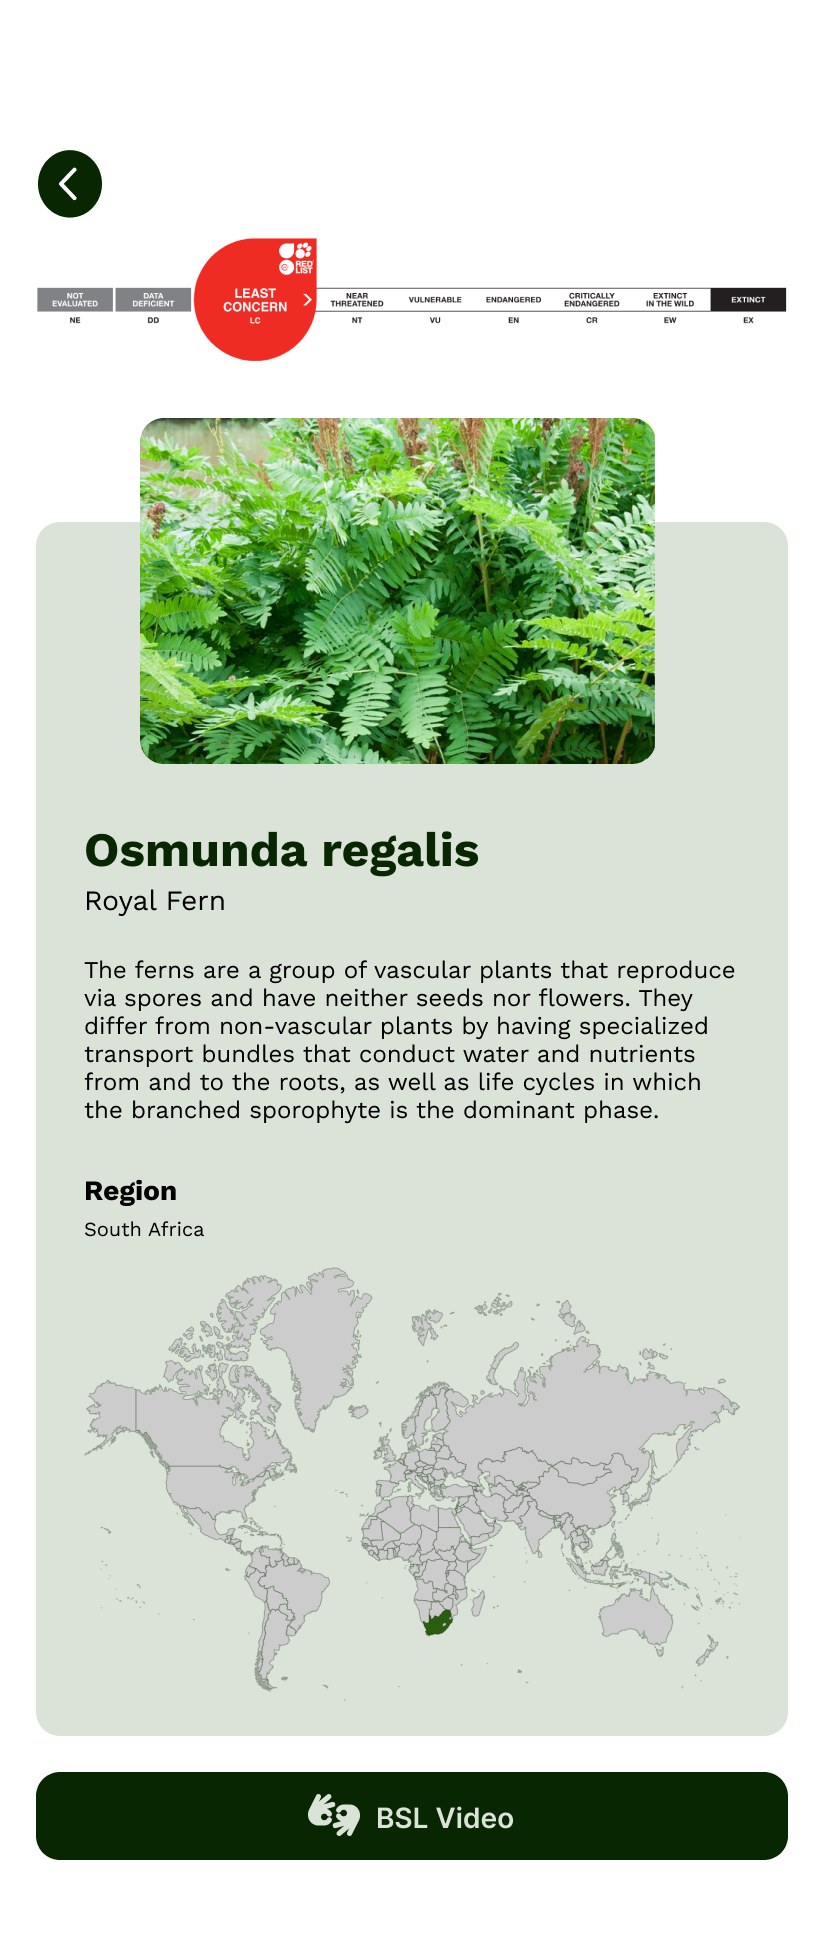 RED
LIST
NOT
EVALUATED
NE
DATA
DEFICIENT
DD
LEAST
CONCERN
LC
NEAR
THREATENED
NT
VULNERABLE
VU
ENDANGERED
EN
CRITICALLY
ENDANGERED
CR
EXTINCT
IN THE WILD
EW
EXTINCT
EX
Osmunda regalis
Royal Fern
The ferns are a group of vascular plants that reproduce
via spores and have neither seeds nor flowers. They
differ from non-vascular plants by having specialized
transport bundles that conduct water and nutrients
from and to the roots, as well as life cycles in which
the branched sporophyte is the dominant phase.
Region
South Africa
BSL Video